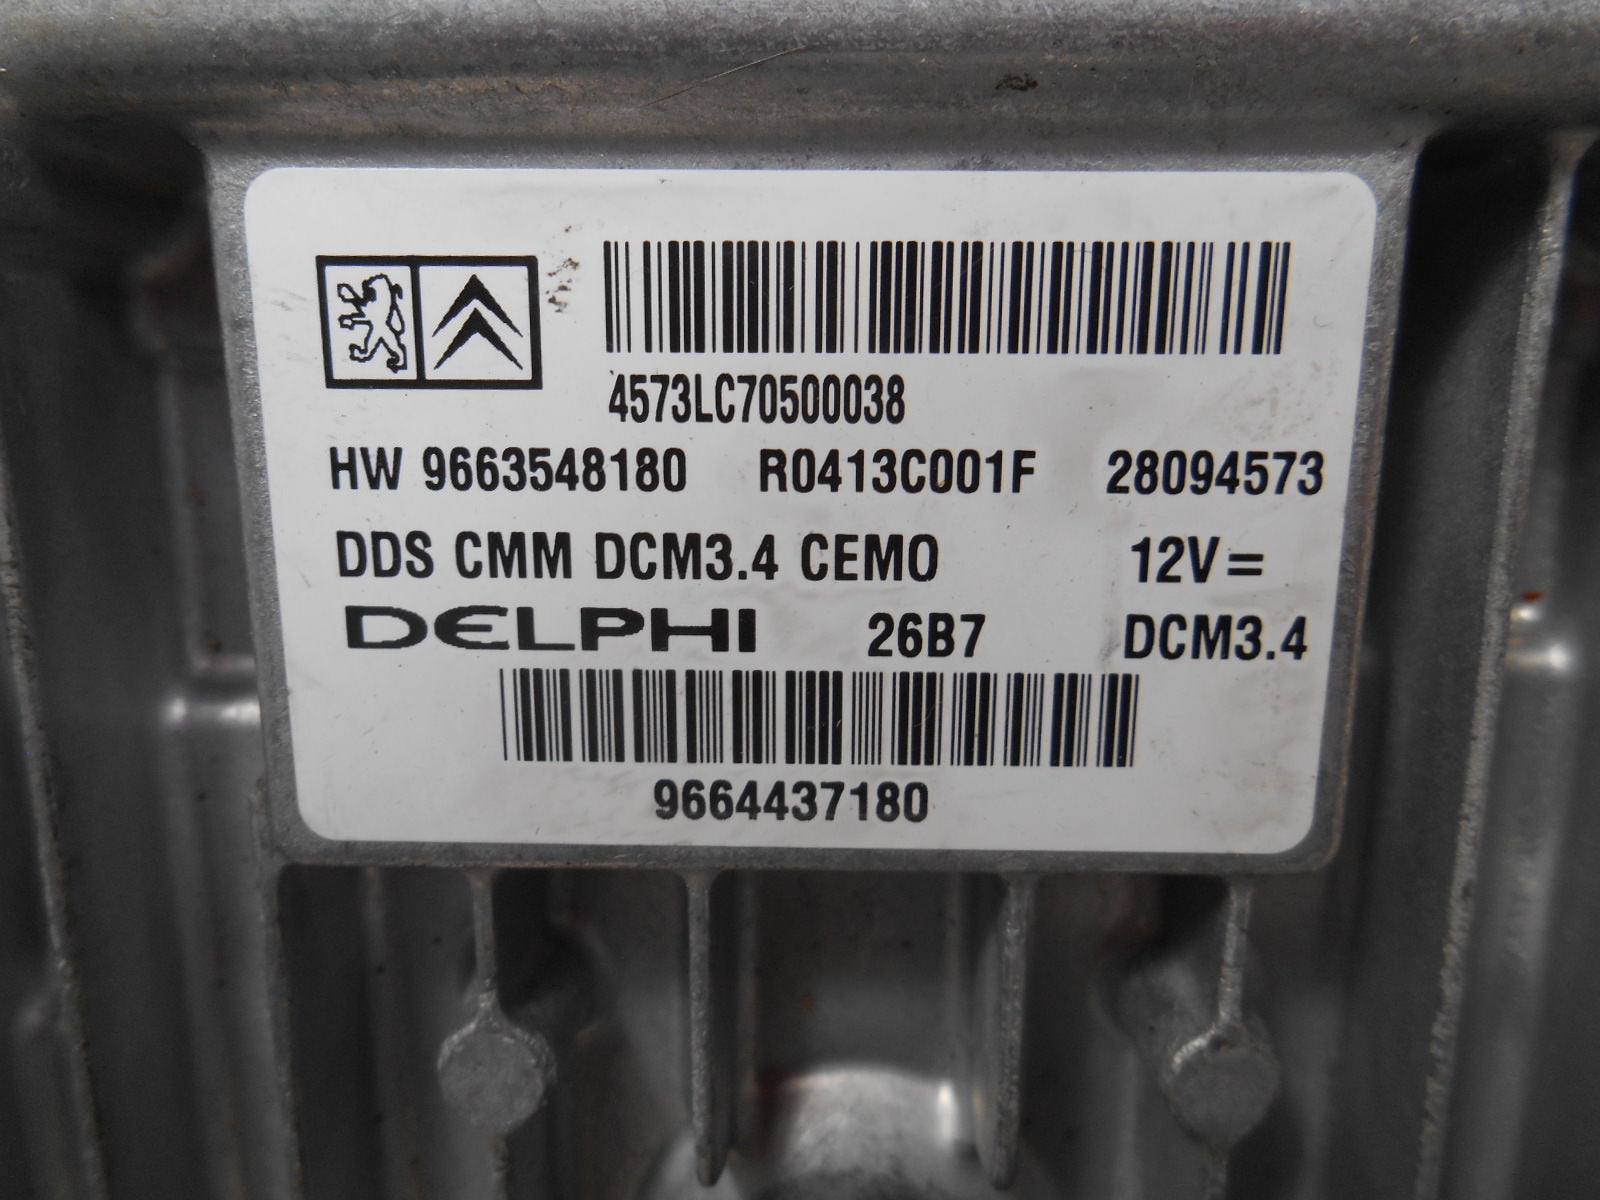 4573LC70500038
HW 9663548180 R0413C001F 28094573
DDS CMM DCM3.4 CEMO 12V=
DELPHI 26B7 DCM3.4
9664437180